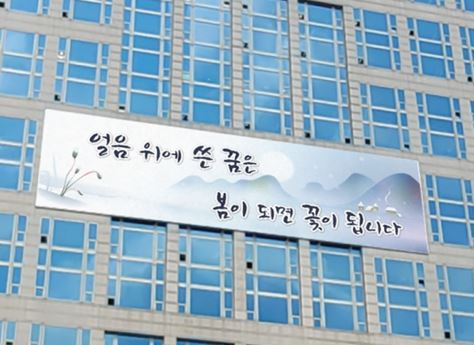 얼음 위에 쓴 꿈은
봄이 되면 꽃이 됩니다